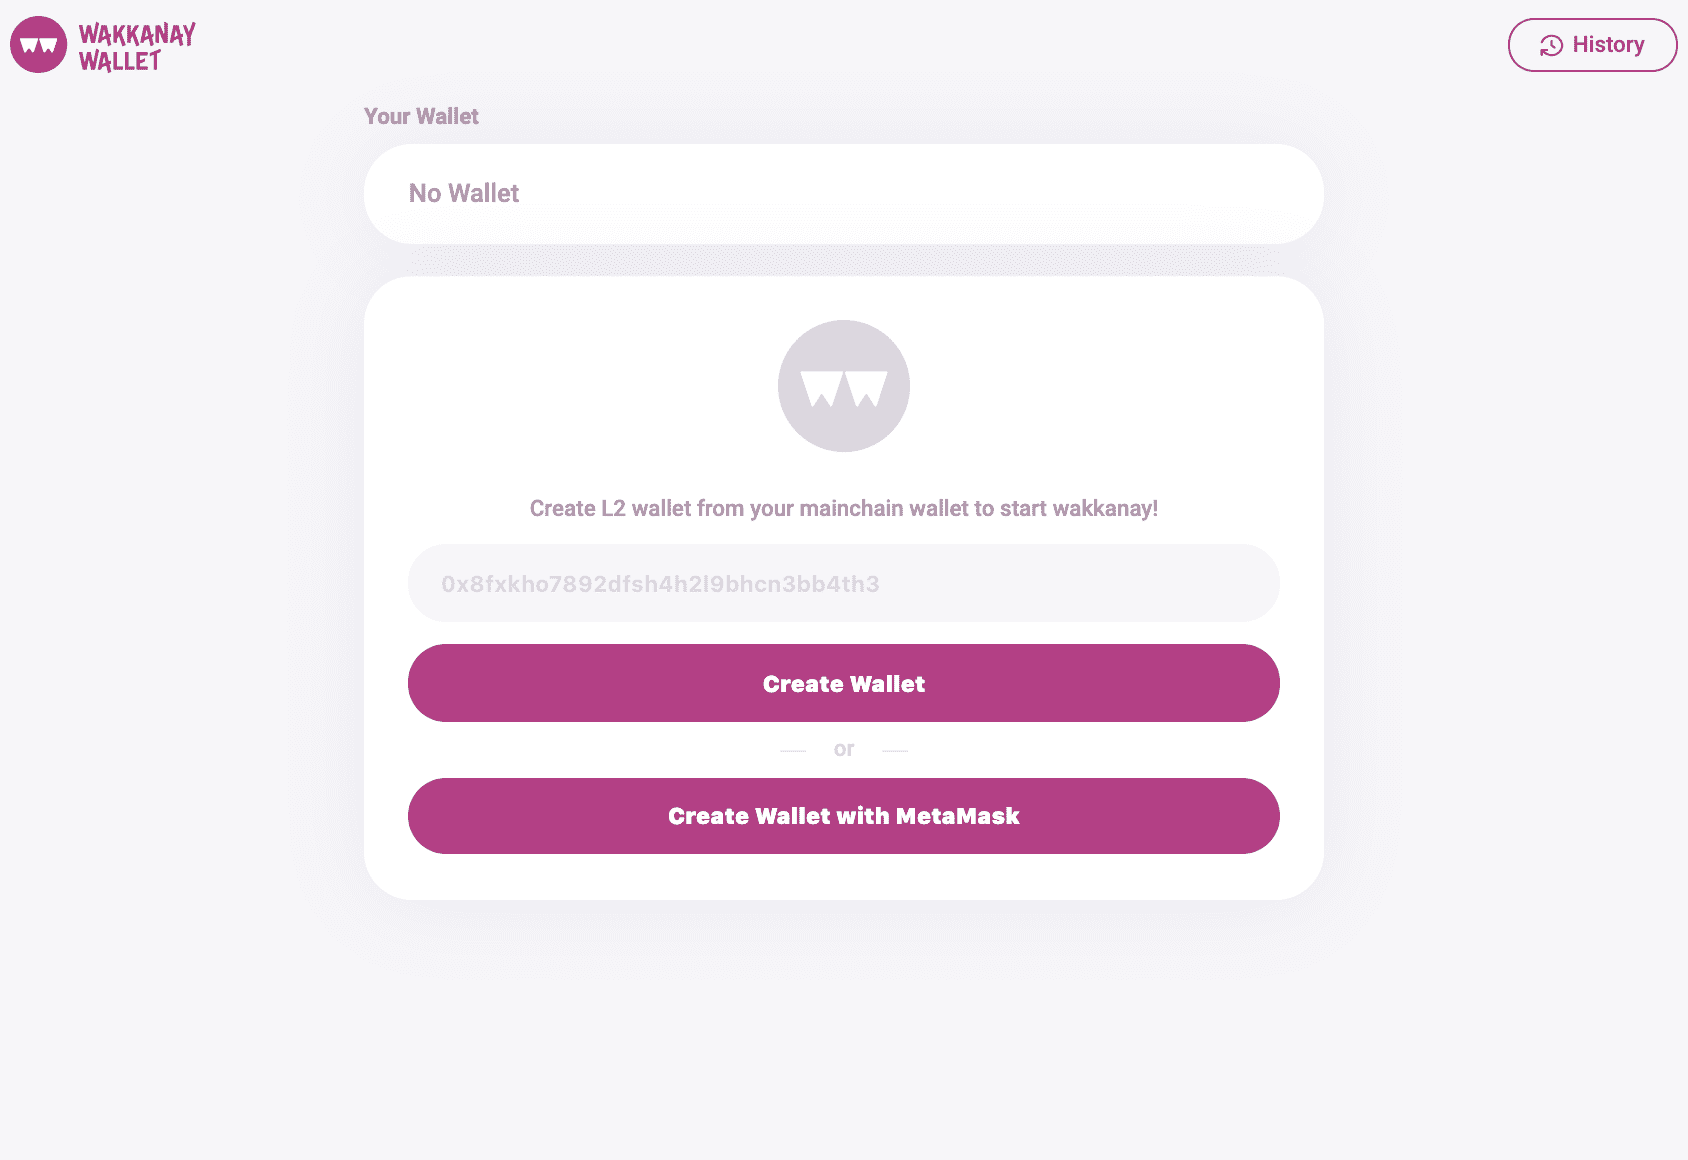 WAKKANAY
WALLET
History
Your Wallet
No Wallet
Create L2 wallet from your mainchain wallet to start wakkanay!
0x8fxkho7892dfsh4h2l9bhcn3bb4th3
Create Wallet
or
Create Wallet with MetaMask